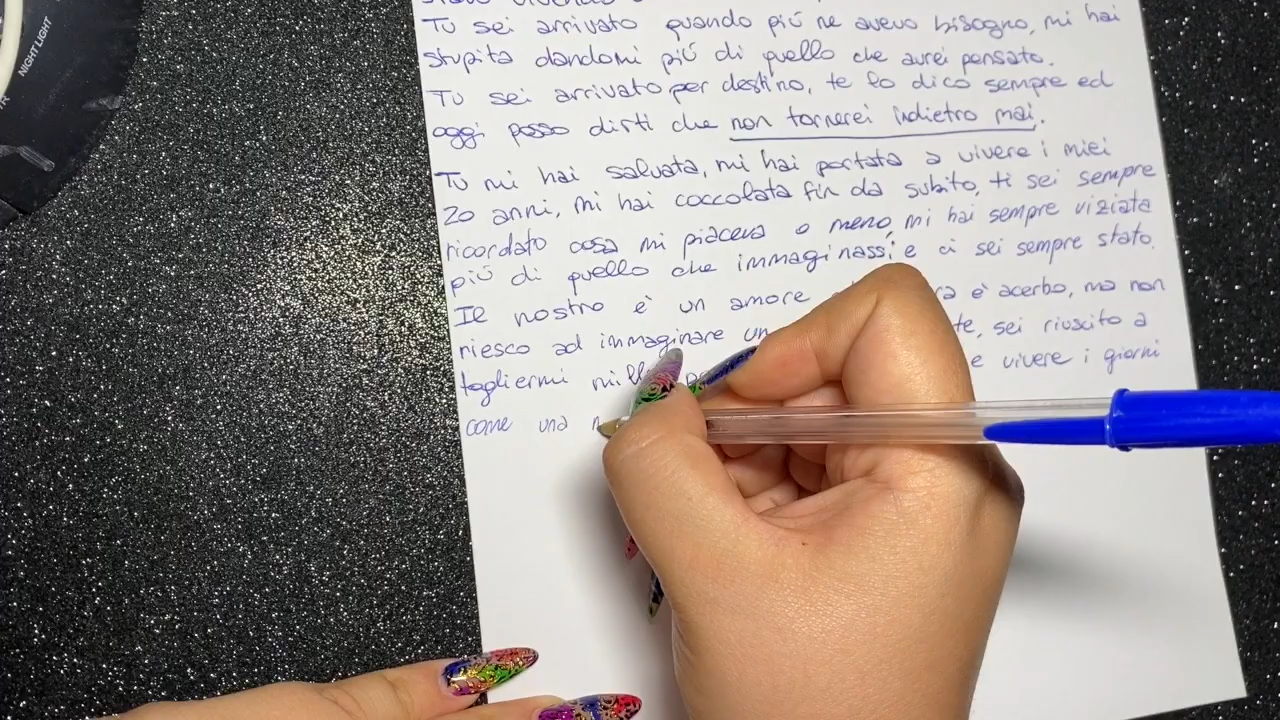 NIGHT LIGHT
Tu sei arrivato quando più ne avevo bisogno, mi hai
stupita dandomi più di quello che aurei pensato.
Tu sei arrivato per destino, te lo dico sempre ed
oggi posso dirti che non tornerei indietro mai.
Tu mi hai salvata, mi hai portata a vivere i miei
20 anni, mi hai coccolata fin da subito, ti sei sempre
ricordato cosa mi piaceva o meno, mi hai sempre viziata
più di quello che immaginassi e ci sei sempre stato.
Il nostro è un amore è acerbo, ma non
riesco ad immaginare un sei riuscito a
togliermi e vivere i giorni
come una